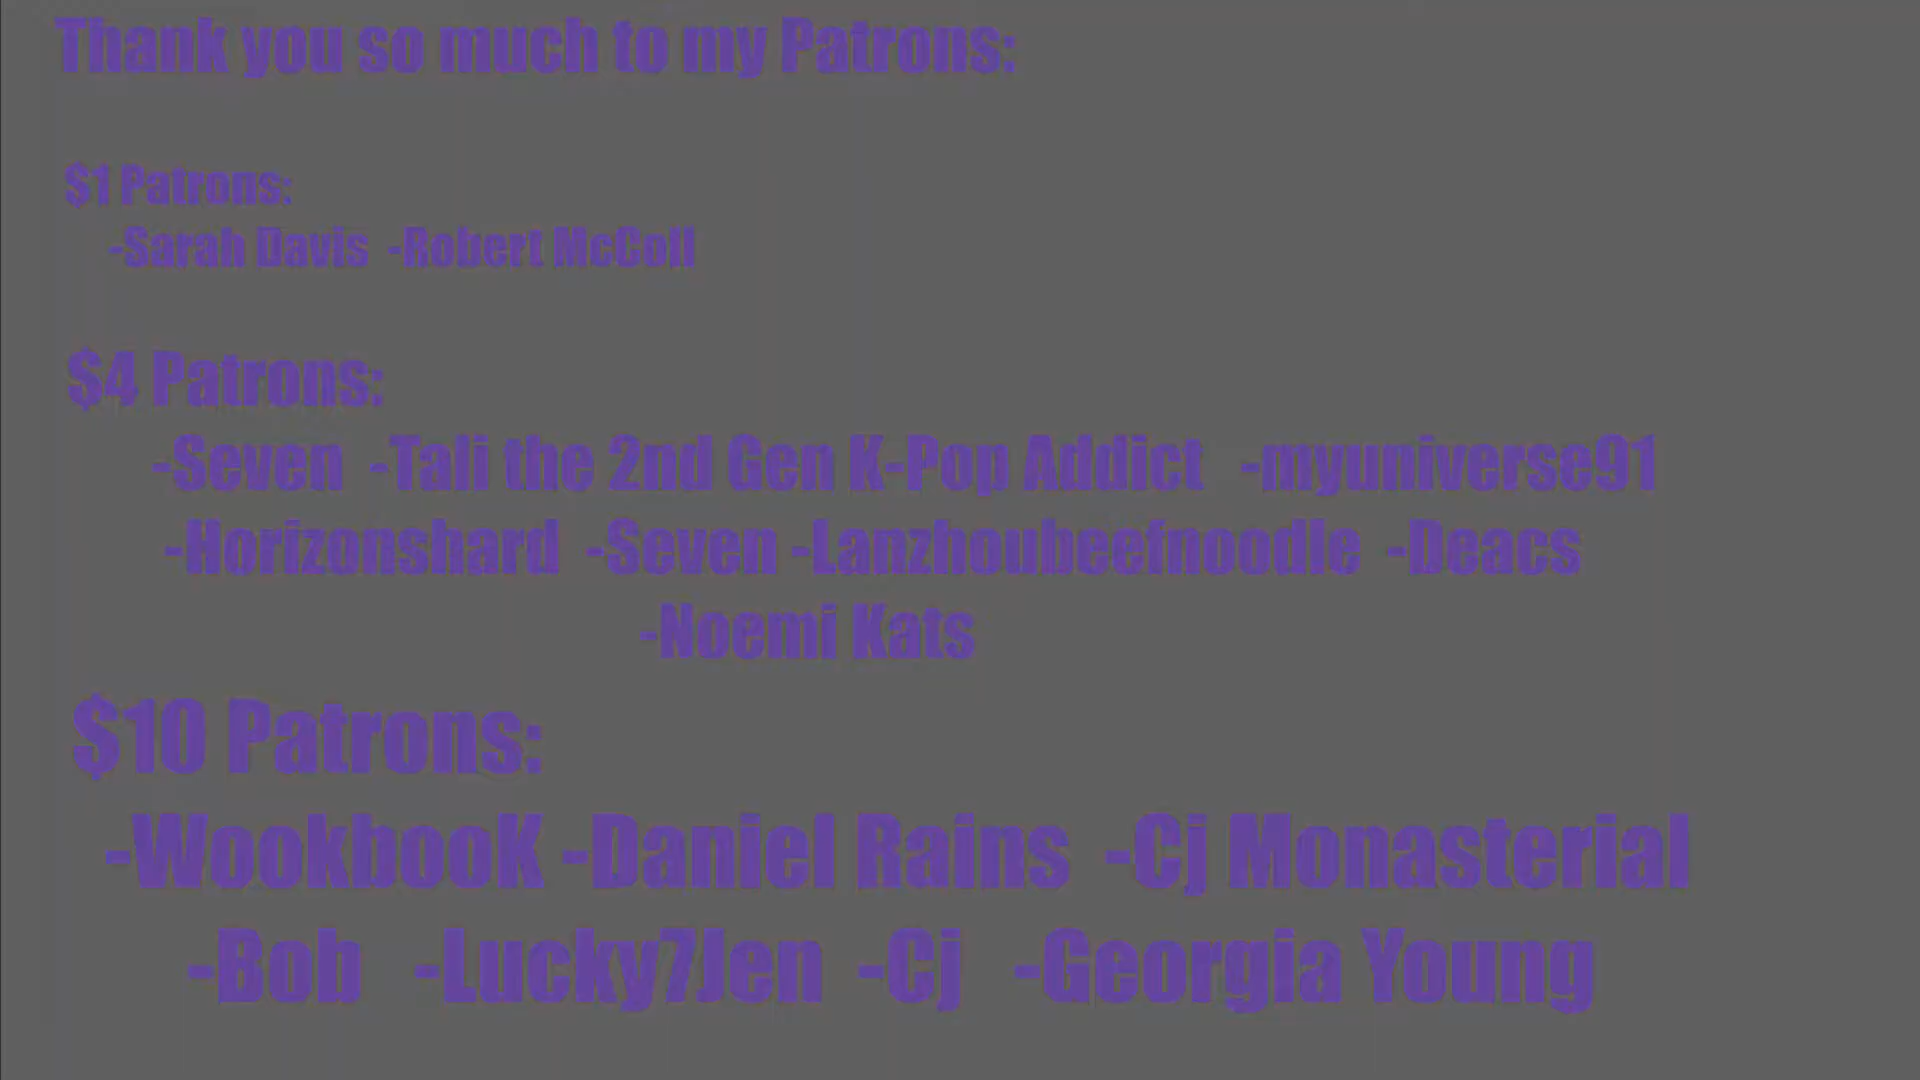 Thank you so much to my Patrons:
$1 Patrons:
-Sarah Davis -Robert McColl
$4 Patrons:
-Seven -Tali the 2nd Gen K-Pop Addict -myuniverse91
-Horizonshard -Seven -Lanzhoubeefnoodle -Deacs
-Noemi Kats
$10 Patrons:
-WookbooK -Daniel Rains -Cj Monasterial
-Bob -Lucky7Jen -Cj -Georgia Young